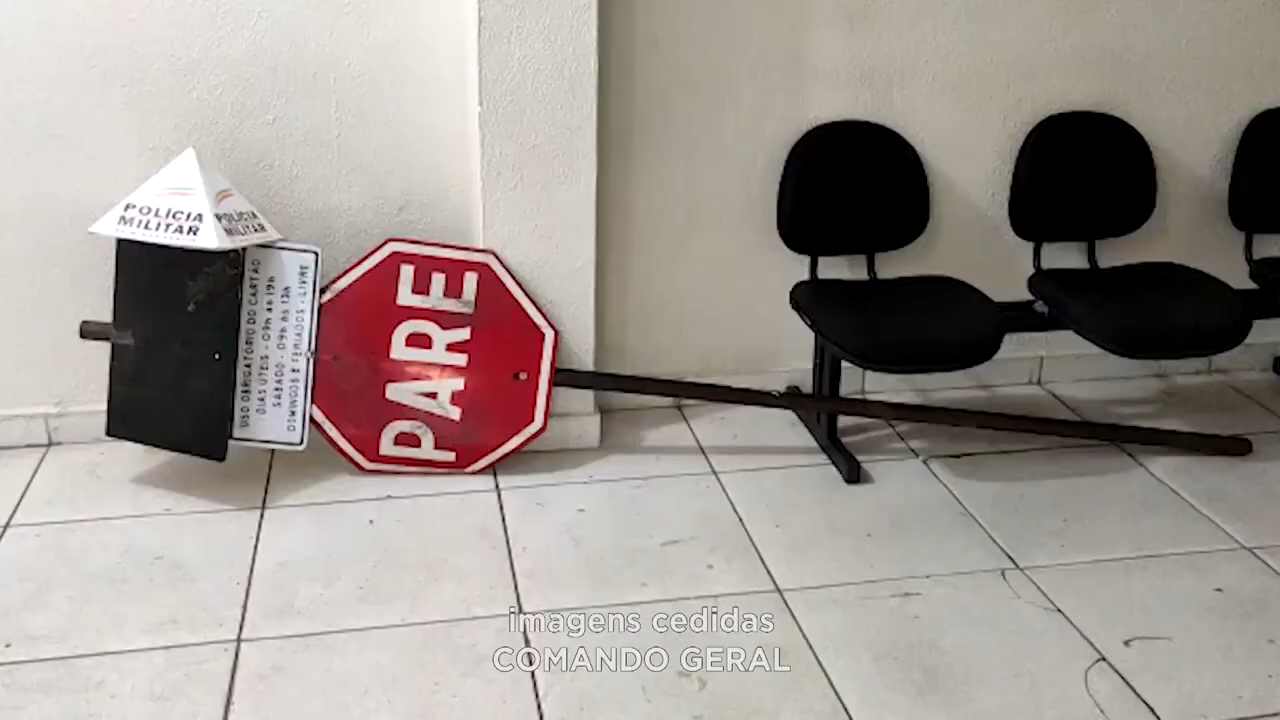 POLÍCIA
MILITAR
POLÍCIA
MILITAR
USO OBRIGATÓRIO DO CARTÃO
DIAS ÚTEIS - 09h às 19h
SÁBADO - 09h às 13h
DOMINGOS E FERIADOS - LIVRE
PARE
imagens cedidas
COMANDO GERAL